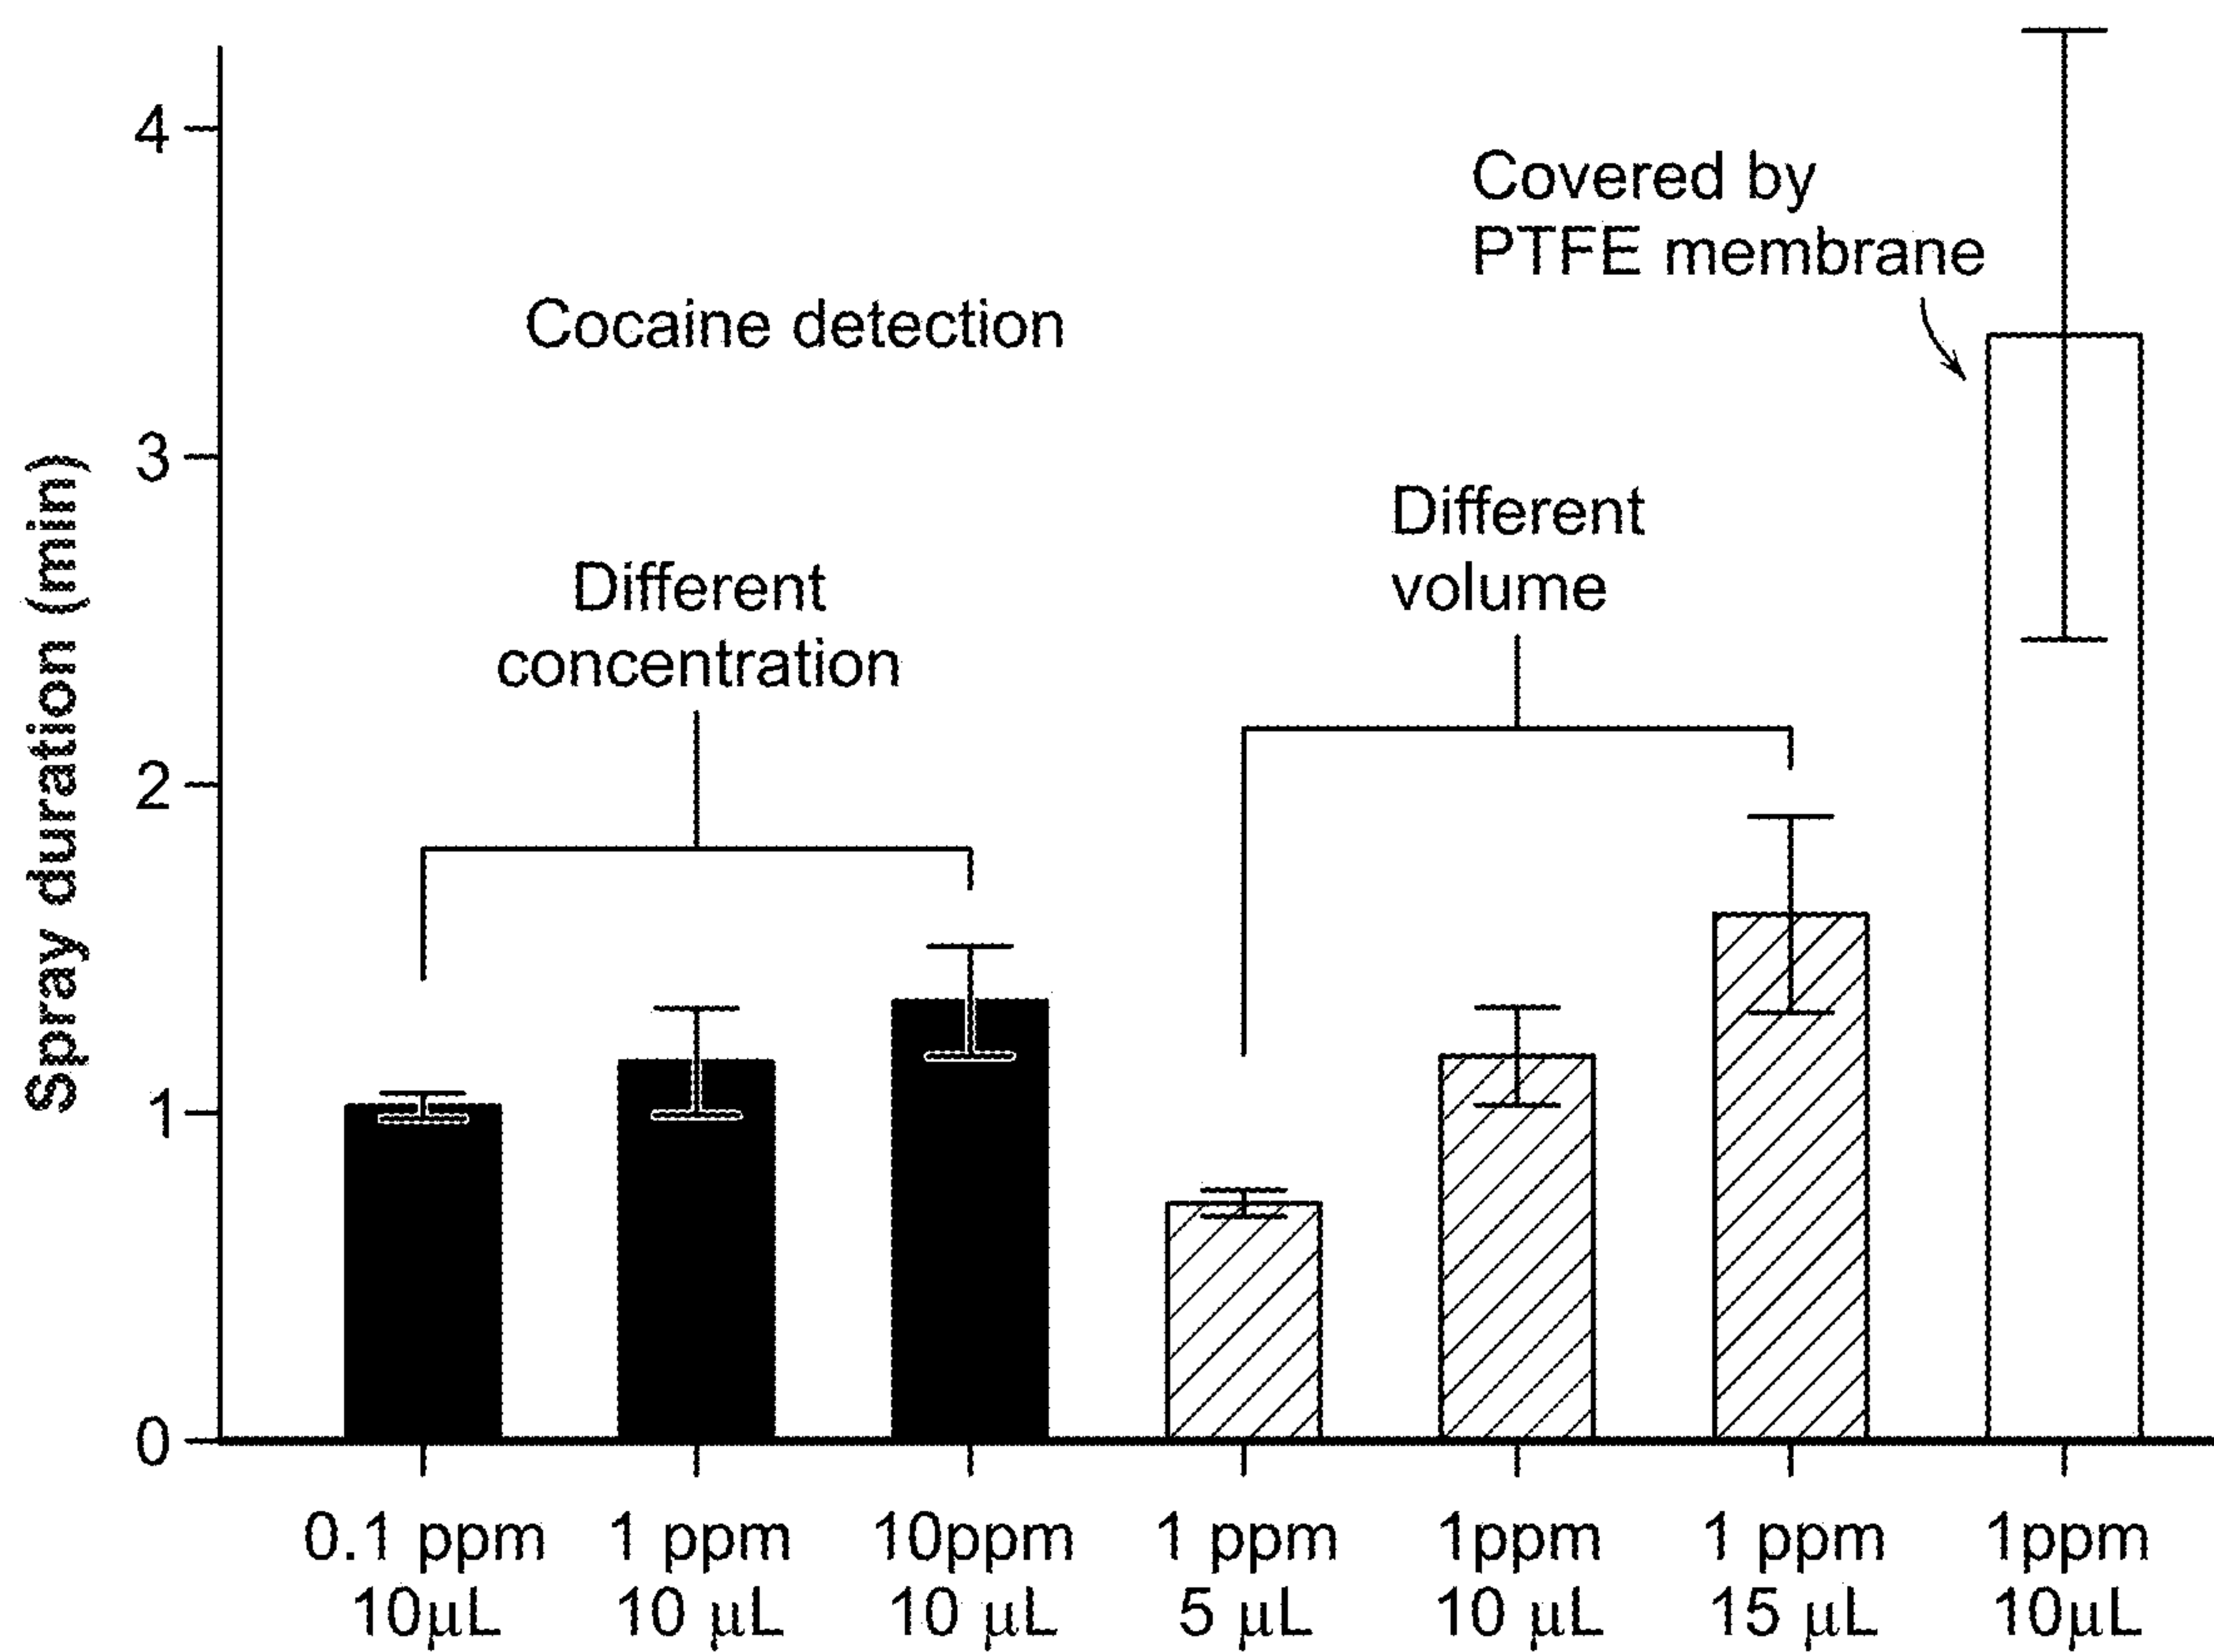 Spray duration (min)
4
3
2
1
0
Cocaine detection
Different
concentration
Different
volume
Covered by
PTFE membrane
0.1 ppm
10μL
1 ppm
10 μL
10ppm
10 μL
1 ppm
5 μL
1ppm
10 μL
1 ppm
15 μL
1ppm
10μL